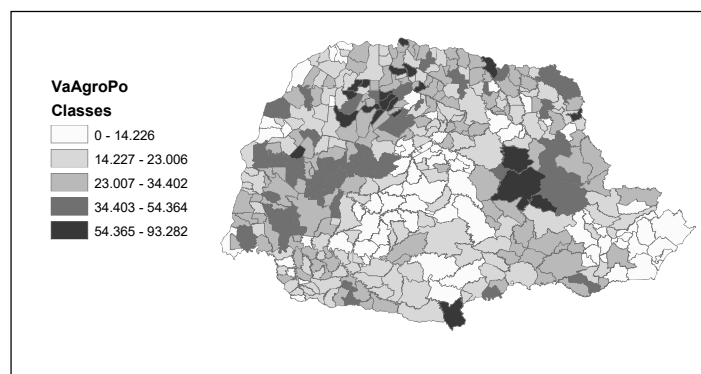 VaAgroPo
Classes
0 - 14.226
14.227 - 23.006
23.007 - 34.402
34.403 - 54.364
54.365 - 93.282